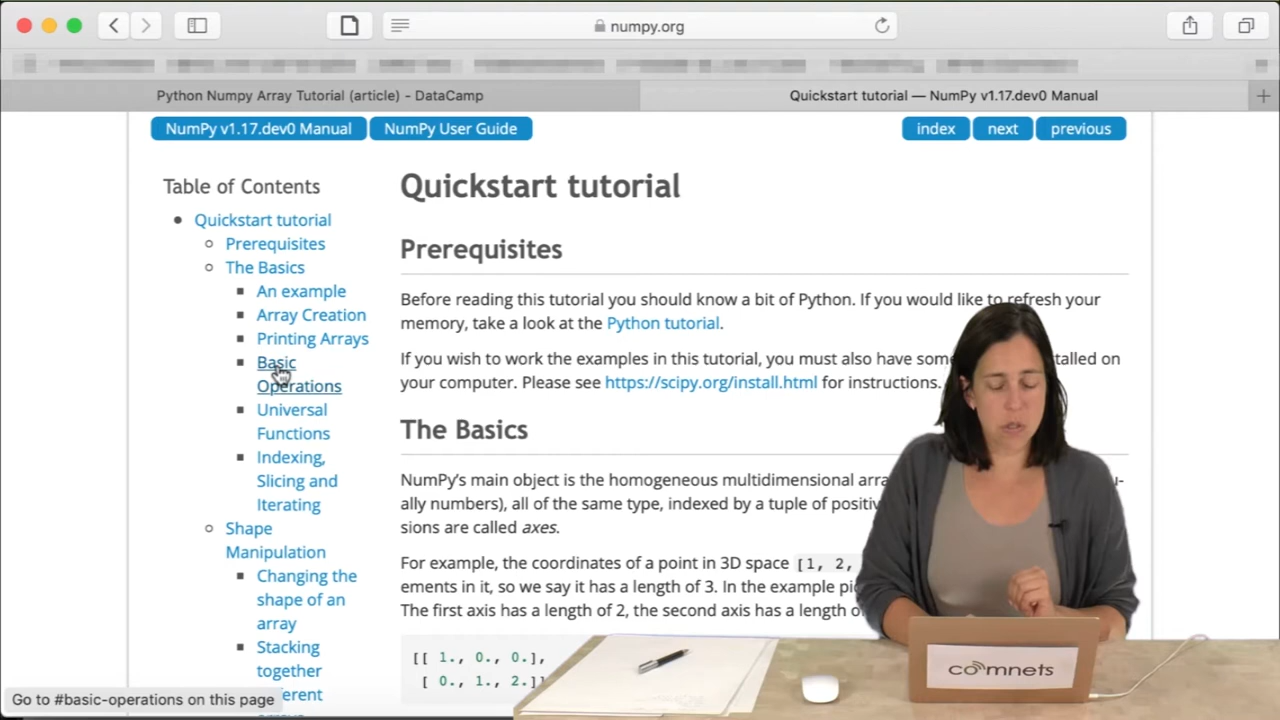 numpy.org
Python Numpy Array Tutorial (article) - DataCamp
Quickstart tutorial — NumPy v1.17.dev0 Manual
NumPy v1.17.dev0 Manual
NumPy User Guide
index
next
previous
Table of Contents
Quickstart tutorial
Prerequisites
The Basics
An example
Array Creation
Printing Arrays
Basic
Operations
Universal
Functions
Indexing,
Slicing and
Iterating
Shape
Manipulation
Changing the
shape of an
array
Stacking
together
Quickstart tutorial
Prerequisites
Before reading this tutorial you should know a bit of Python. If you would like to refresh your
memory, take a look at the Python tutorial.
If you wish to work the examples in this tutorial, you must also have som talled on
your computer. Please see https://scipy.org/install.html for instructions.
The Basics
NumPy’s main object is the homogeneous multidimensional arra u-
ally numbers), all of the same type, indexed by a tuple of positiv
sions are called axes.
For example, the coordinates of a point in 3D space [1, 2,
ements in it, so we say it has a length of 3. In the example pi
The first axis has a length of 2, the second axis has a length o
[[ 1., 0., 0.],
[ 0., 1., 2.]]
Go to #basic-operations on this page
comnets